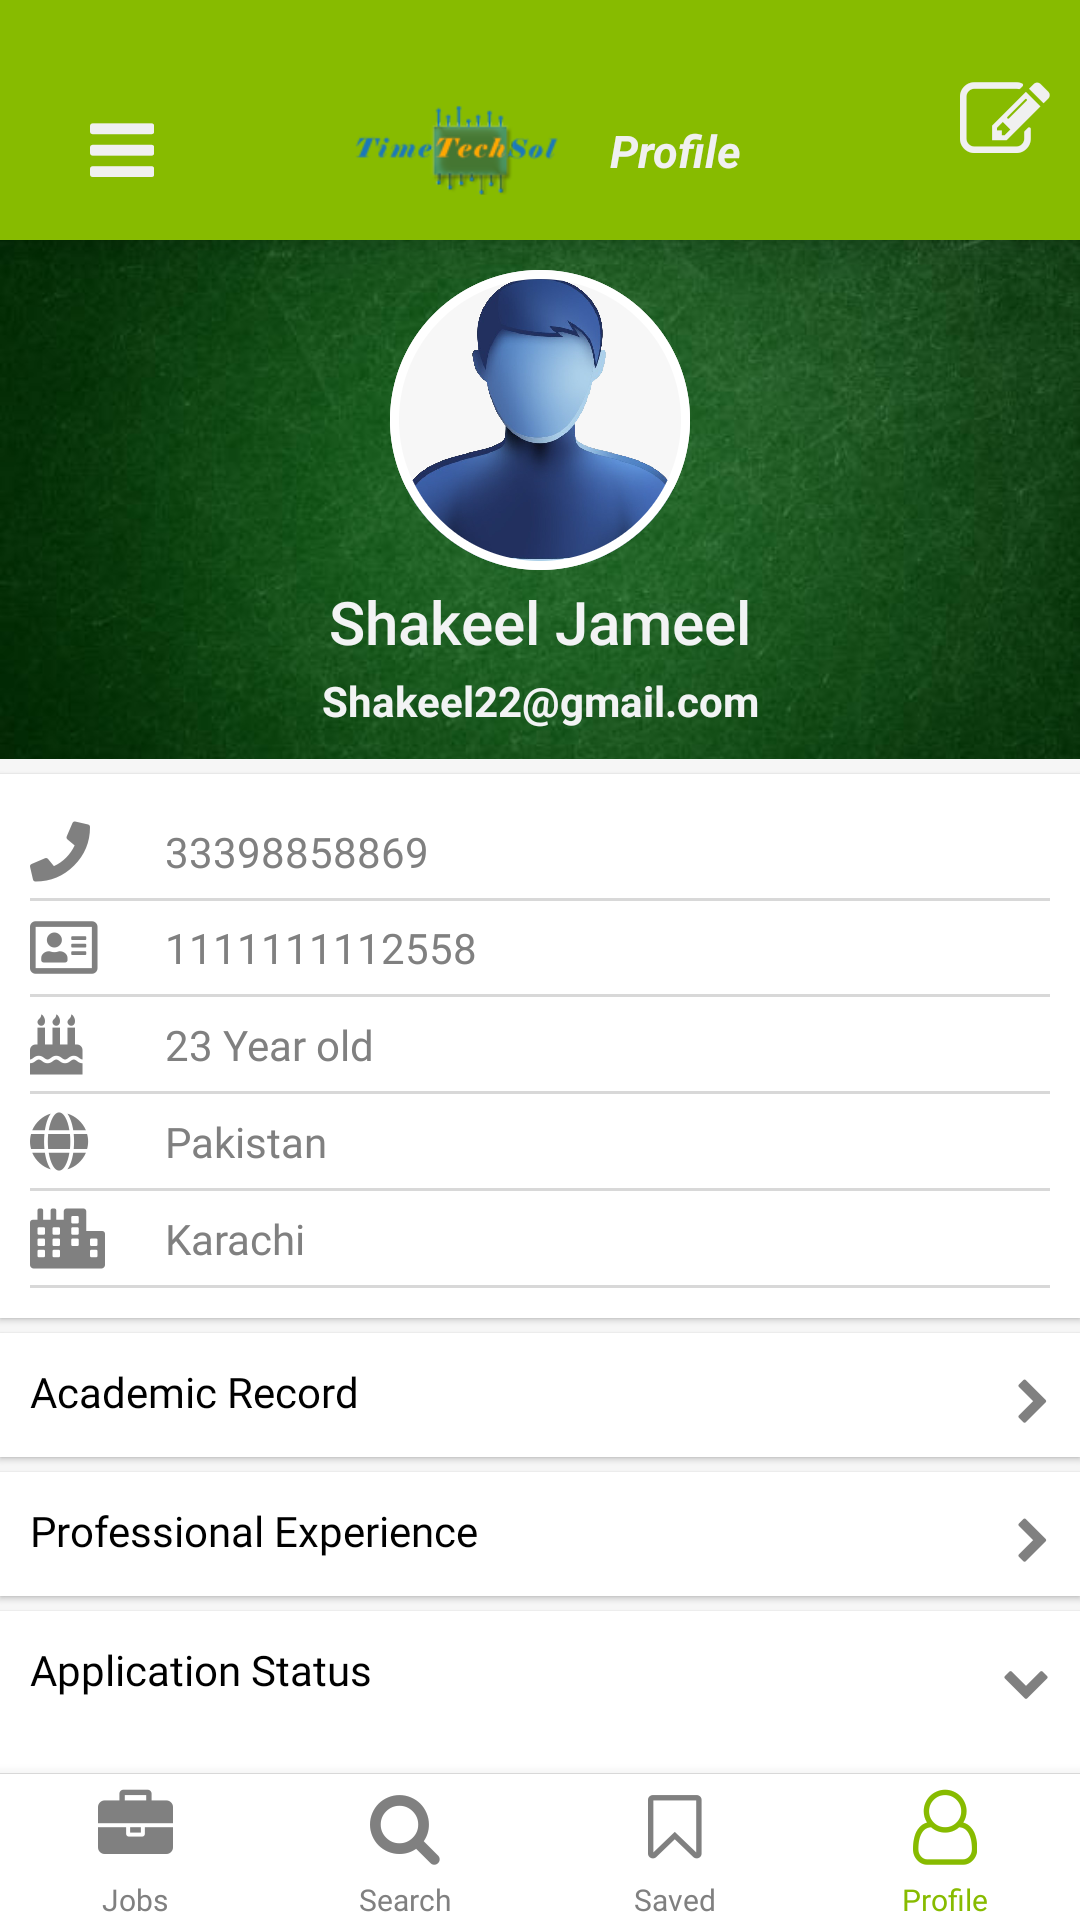 TimeTechSol
Profile
Shakeel Jameel
Shakeel22@gmail.com
33398858869
1111111112558
23 Year old
Pakistan
Karachi
Academic Record
Professional Experience
Application Status
Jobs
Search
Saved
Profile